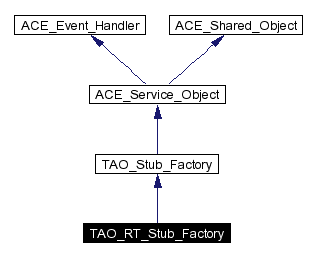 ACE_Event_Handler
ACE_Shared_Object
ACE_Service_Object
TAO_Stub_Factory
TAO_RT_Stub_Factory